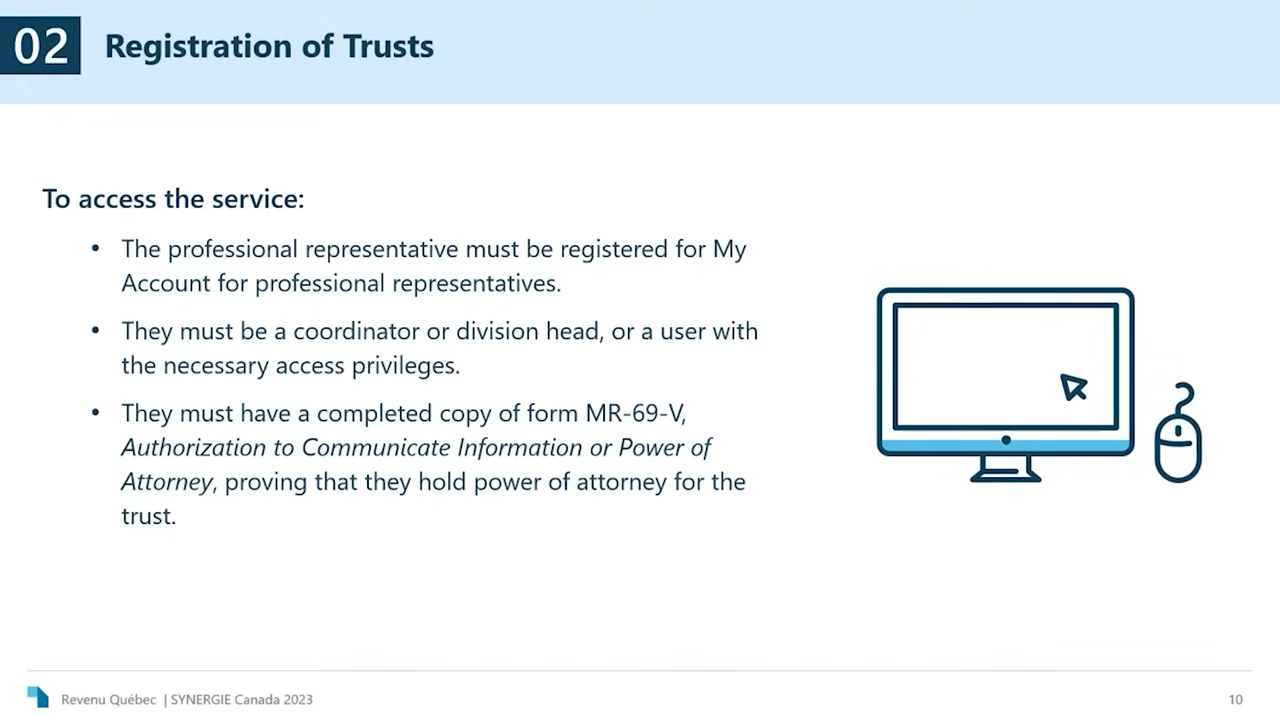 02
Registration of Trusts
To access the service:
• The professional representative must be registered for My
Account for professional representatives.
• They must be a coordinator or division head, or a user with
the necessary access privileges.
• They must have a completed copy of form MR-69-V,
Authorization to Communicate Information or Power of
Attorney, proving that they hold power of attorney for the
trust.
Revenu Québec | SYNERGIE Canada 2023
10